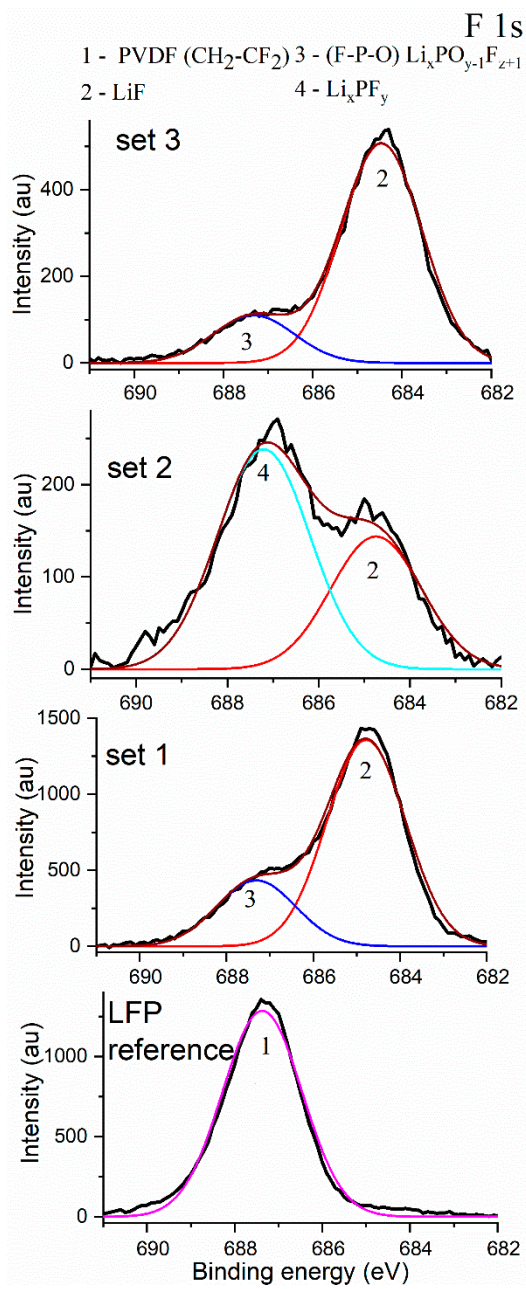 F 1s
1 - PVDF (CH₂-CF₂) 3 - (F-P-O) LiₓPO_y-1F_z+1
2 - LiF 4 - LiₓPF_y
set 3
Intensity (au)
400
200
0
2
3
690 688 686 684 682
set 2
Intensity (au)
200
100
0
4
2
690 688 686 684 682
set 1
Intensity (au)
1500
1000
500
0
2
3
690 688 686 684 682
LFP
reference
Intensity (au)
1000
500
0
1
690 688 686 684 682
Binding energy (eV)